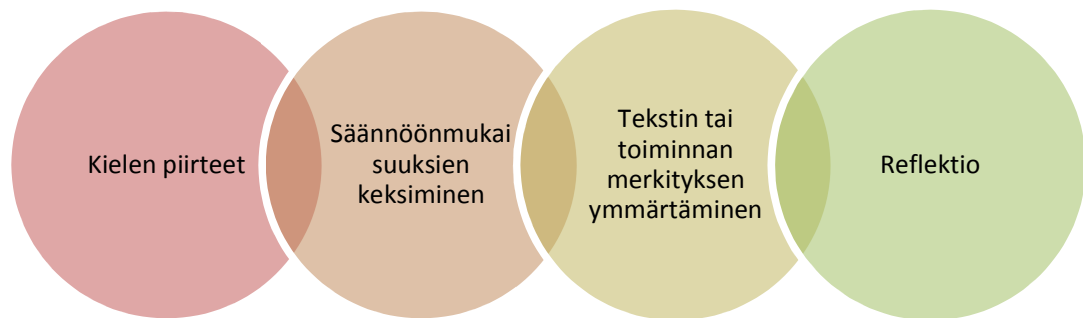 Kielen piirteet
Säännöönmukai
suuksien
keksiminen
Tekstin tai
toiminnan
merkityksen
ymmärtäminen
Reflektio